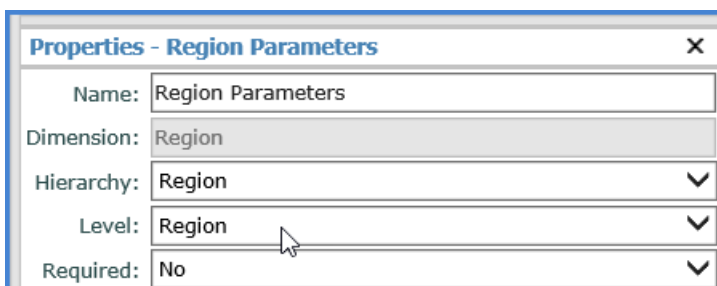 Properties - Region Parameters
Name: Region Parameters
Dimension: Region
Hierarchy: Region
Level: Region
Required: No